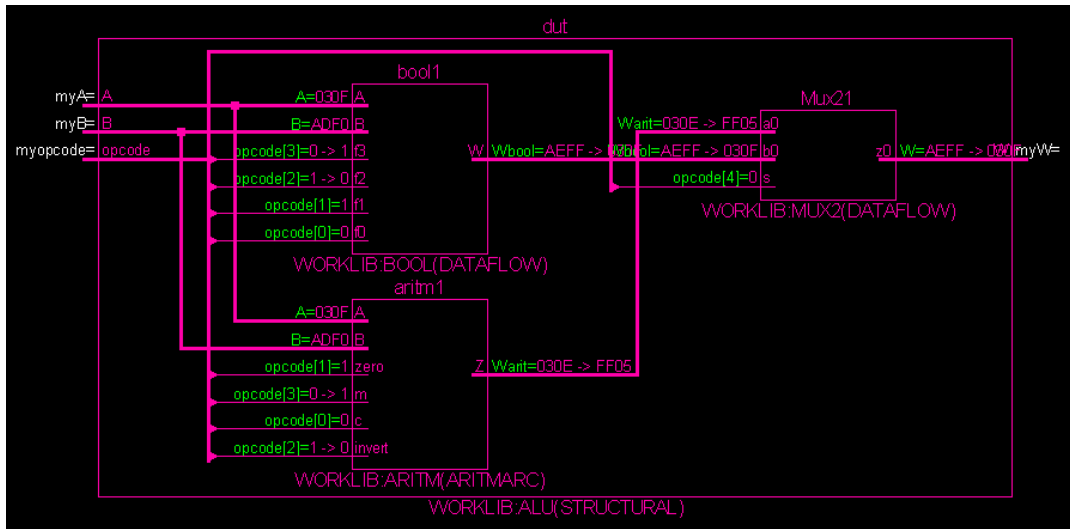 dut
bool1
myA= A
A=030F A
myB= B
B=ADF0 B
myopcode= opcode
opcode[3]=0 -> 1 f3
opcode[2]=1 -> 0 f2
opcode[1]=1 f1
opcode[0]=0 f0
W Wbool=AEFF ->
WORKLIB:BOOL(DATAFLOW)
Mux21
Warit=030E -> FF05 a0
Wbool=AEFF -> 030F b0
opcode[4]=0 s
z0 W=AEFF -> myW=
WORKLIB:MUX2(DATAFLOW)
aritm1
A=030F A
B=ADF0 B
opcode[1]=1 zero
opcode[3]=0 -> 1 m
opcode[0]=0 c
opcode[2]=1 -> 0 invert
Z Warit=030E -> FF05
WORKLIB:ARITM(ARITMARC)
WORKLIB:ALU(STRUCTURAL)